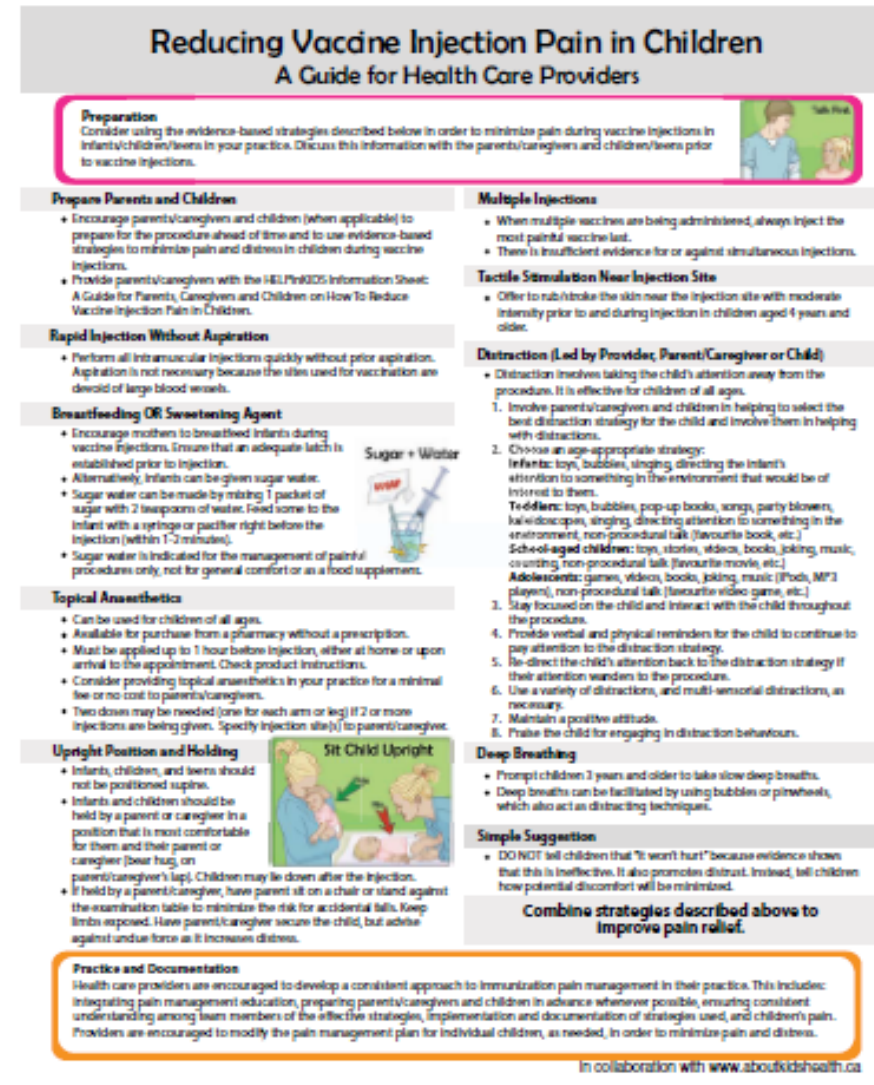 Reducing Vaccine Injection Pain in Children
A Guide for Health Care Providers
Preparation
Consider using the evidence-based strategies described below in order to minimize pain during vaccine injections in
infants/children/teens in your practice. Discuss this information with the parents/caregivers and children/teens prior
to vaccine injections.
Talk First.
Prepare Parents and Children
• Encourage parents/caregivers and children (when applicable) to
prepare for the procedure ahead of time and to use evidence-based
strategies to minimize pain and distress in children during vaccine
injections.
• Provide parents/caregivers with the HELPinKIDS Information Sheet:
A Guide for Parents, Caregivers and Children on How To Reduce
Vaccine Injection Pain in Children.
Rapid Injection Without Aspiration
• Perform all intramuscular injections quickly without prior aspiration.
Aspiration is not necessary because the sites used for vaccination are
devoid of large blood vessels.
Breastfeeding OR Sweetening Agent
• Encourage mothers to breastfeed infants during
vaccine injections. Ensure that an adequate latch is
established prior to injection.
• Alternatively, infants can be given sugar water.
• Sugar water can be made by mixing 1 packet of
sugar with 2 teaspoons of water. Feed some to the
infant with a syringe or pacifier right before the
injection (within 1-2 minutes).
• Sugar water is indicated for the management of painful
procedures only, not for general comfort or as a food supplement.
Sugar + Water
Topical Anaesthetics
• Can be used for children of all ages.
• Available for purchase from a pharmacy without a prescription.
• Must be applied up to 1 hour before injection, either at home or upon
arrival to the appointment. Check product instructions.
• Consider providing topical anaesthetics in your practice for a minimal
fee or no cost to parents/caregivers.
• Two doses may be needed (one for each arm or leg) if 2 or more
injections are being given. Specify injection site(s) to parent/caregiver.
Upright Position and Holding
• Infants, children, and teens should
not be positioned supine.
• Infants and children should be
held by a parent or caregiver in a
position that is most comfortable
for them and their parent or
caregiver (bear hug, on
parent/caregiver's lap). Children may lie down after the injection.
• If held by a parent/caregiver, have parent sit on a chair or stand against
the examination table to minimize the risk for accidental falls. Keep
limbs exposed. Have parent/caregiver secure the child, but advise
against undue force as it increases distress.
Sit Child Upright
Multiple Injections
• When multiple vaccines are being administered, always inject the
most painful vaccine last.
• There is insufficient evidence for or against simultaneous injections.
Tactile Stimulation Near Injection Site
• Offer to rub/stroke the skin near the injection site with moderate
intensity prior to and during injection in children aged 4 years and
older.
Distraction (Led by Provider, Parent/Caregiver or Child)
• Distraction involves taking the child's attention away from the
procedure. It is effective for children of all ages.
1. Involve parents/caregivers and children in helping to select the
best distraction strategy for the child and involve them in helping
with distractions.
2. Choose an age-appropriate strategy:
Infants: toys, bubbles, singing, directing the infant's
attention to something in the environment that would be of
interest to them.
Toddlers: toys, bubbles, pop-up books, songs, party blowers,
kaleidoscopes, singing, directing attention to something in the
environment, non-procedural talk (favourite book, etc.)
School-aged children: toys, stories, videos, books, joking, music,
counting, non-procedural talk (favourite movie, etc.)
Adolescents: games, videos, books, joking, music (iPods, MP3
players), non-procedural talk (favourite video game, etc.)
3. Stay focused on the child and interact with the child throughout
the procedure.
4. Provide verbal and physical reminders for the child to continue to
pay attention to the distraction strategy.
5. Re-direct the child's attention back to the distraction strategy if
their attention wanders to the procedure.
6. Use a variety of distractions, and multi-sensorial distractions, as
necessary.
7. Maintain a positive attitude.
8. Praise the child for engaging in distraction behaviours.
Deep Breathing
• Prompt children 3 years and older to take slow deep breaths.
• Deep breaths can be facilitated by using bubbles or pinwheels,
which also act as distracting techniques.
Simple Suggestion
• DO NOT tell children that "it won't hurt" because evidence shows
that this is ineffective. It also promotes distrust. Instead, tell children
how potential discomfort will be minimized.
Combine strategies described above to
improve pain relief.
Practice and Documentation
Health care providers are encouraged to develop a consistent approach to immunization pain management in their practice. This includes:
integrating pain management education, preparing parents/caregivers and children in advance whenever possible, ensuring consistent
understanding among team members of the effective strategies, implementation and documentation of strategies used, and children's pain.
Providers are encouraged to modify the pain management plan for individual children, as needed, in order to minimize pain and distress.
In collaboration with www.aboutkidshealth.ca